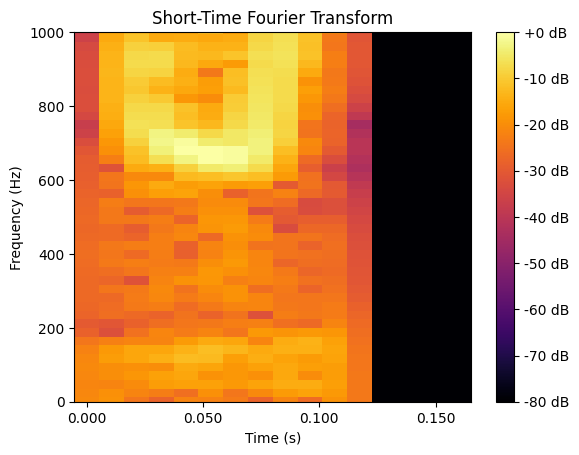 Short-Time Fourier Transform
1000
800
600
400
200
0
Frequency (Hz)
0.000
0.050
0.100
0.150
Time (s)
+0 dB
-10 dB
-20 dB
-30 dB
-40 dB
-50 dB
-60 dB
-70 dB
-80 dB